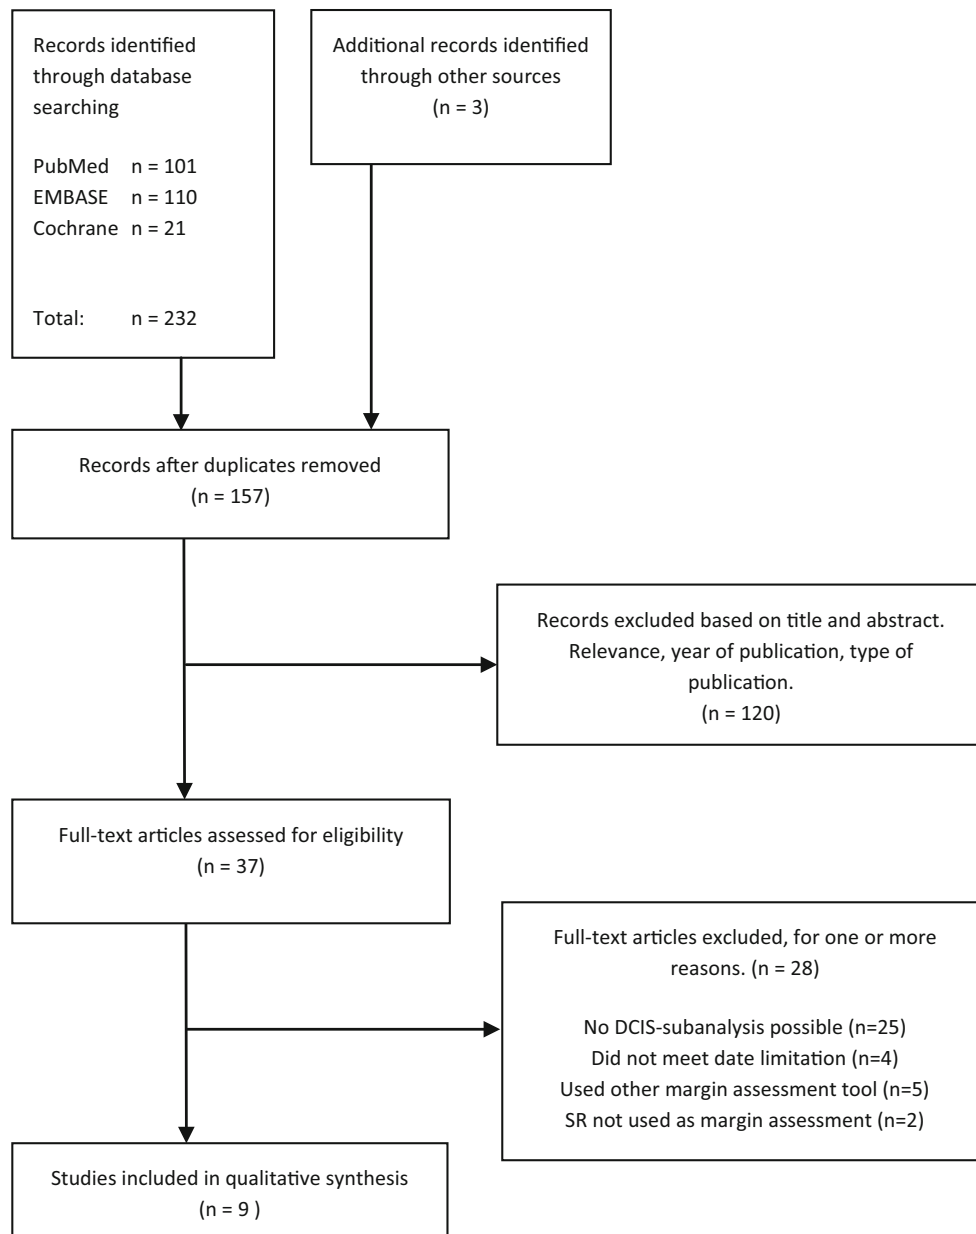 Records identified
through database
searching
PubMed n = 101
EMBASE n = 110
Cochrane n = 21
Total: n = 232
Additional records identified
through other sources
(n = 3)
Records after duplicates removed
(n = 157)
Records excluded based on title and abstract.
Relevance, year of publication, type of
publication.
(n = 120)
Full-text articles assessed for eligibility
(n = 37)
Full-text articles excluded, for one or more
reasons. (n = 28)
No DCIS-subanalysis possible (n=25)
Did not meet date limitation (n=4)
Used other margin assessment tool (n=5)
SR not used as margin assessment (n=2)
Studies included in qualitative synthesis
(n = 9 )